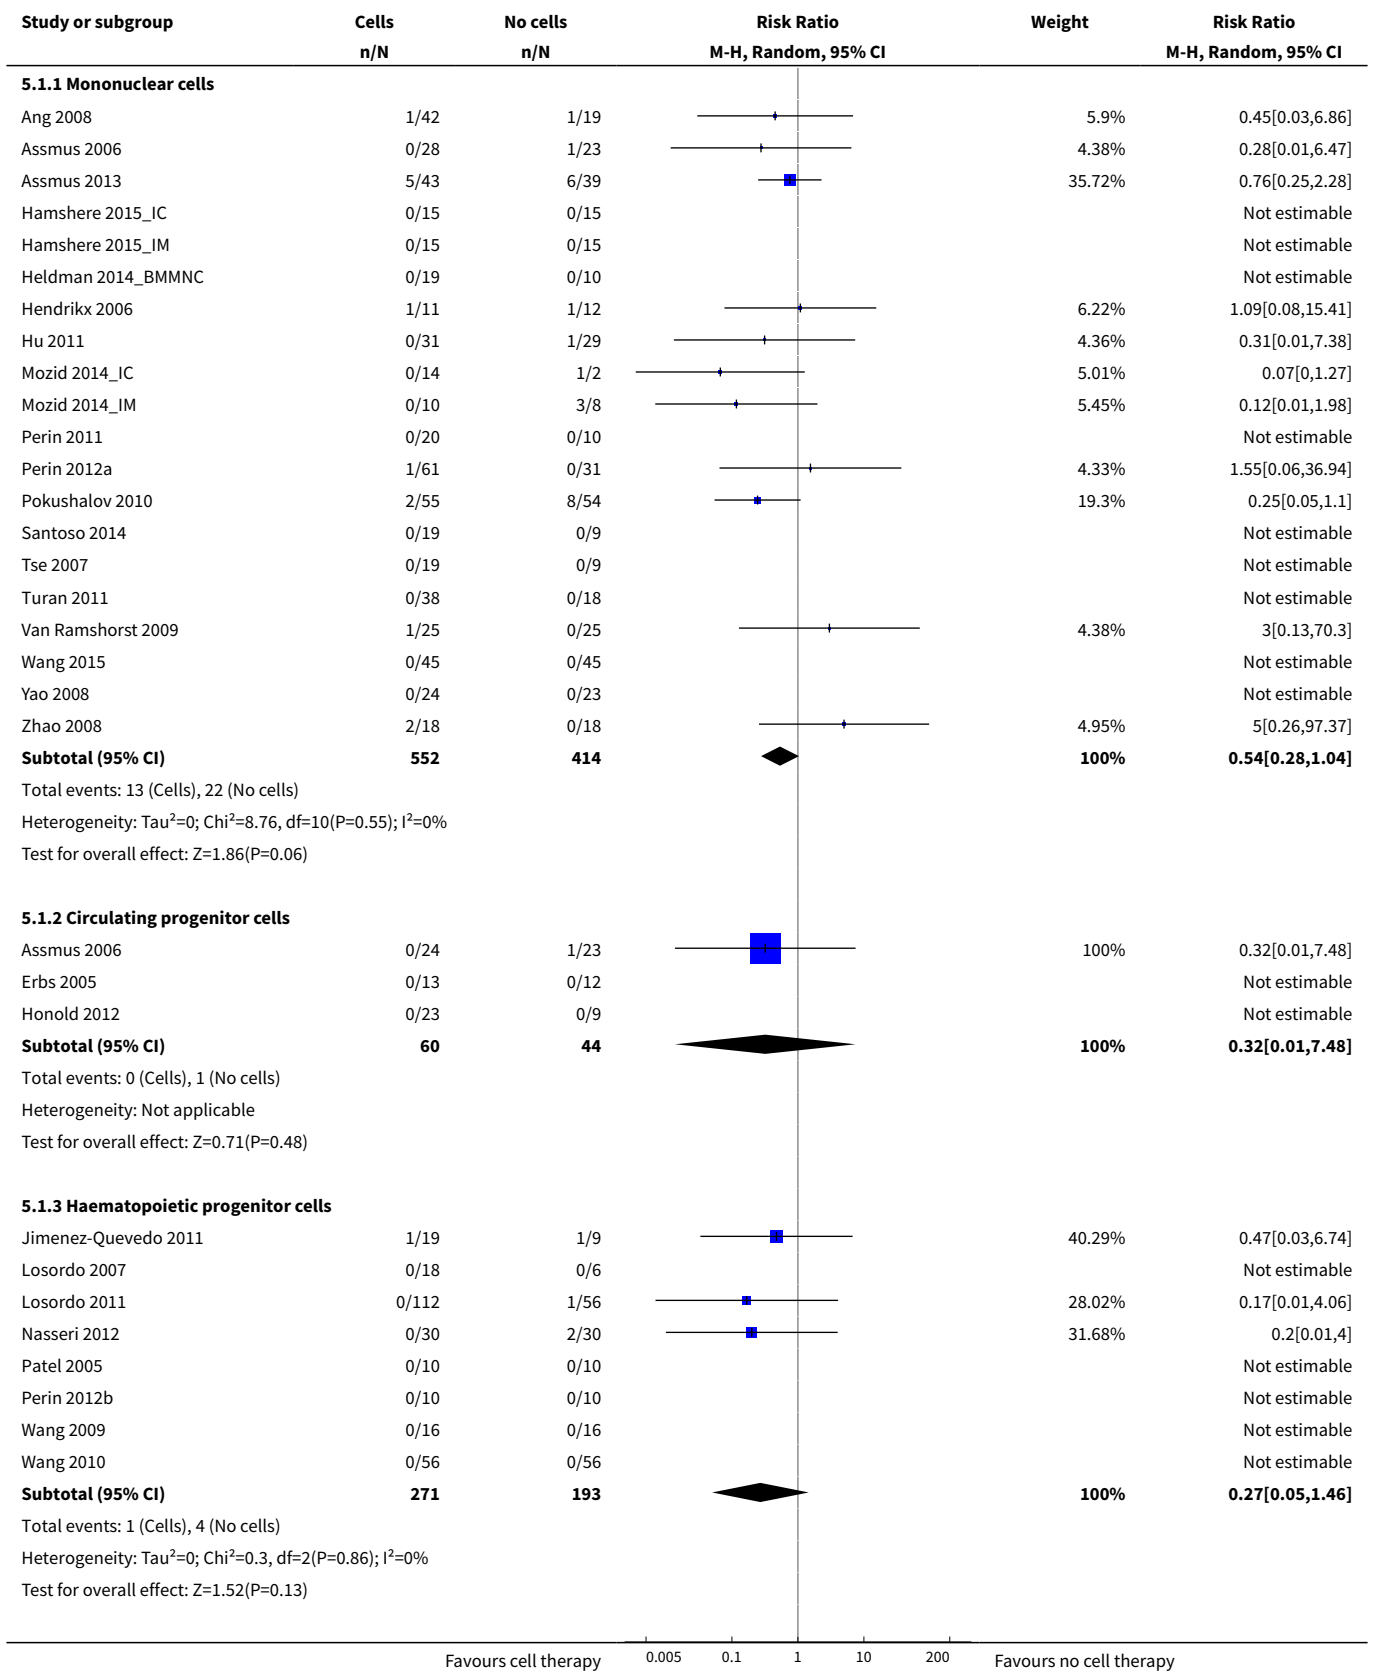 Study or subgroup Cells No cells Risk Ratio Weight Risk Ratio
n/N n/N M-H, Random, 95% CI M-H, Random, 95% CI
5.1.1 Mononuclear cells
Ang 2008 1/42 1/19 5.9% 0.45[0.03,6.86]
Assmus 2006 0/28 1/23 4.38% 0.28[0.01,6.47]
Assmus 2013 5/43 6/39 35.72% 0.76[0.25,2.28]
Hamshere 2015_IC 0/15 0/15 Not estimable
Hamshere 2015_IM 0/15 0/15 Not estimable
Heldman 2014_BMMNC 0/19 0/10 Not estimable
Hendrikx 2006 1/11 1/12 6.22% 1.09[0.08,15.41]
Hu 2011 0/31 1/29 4.36% 0.31[0.01,7.38]
Mozid 2014_IC 0/14 1/2 5.01% 0.07[0,1.27]
Mozid 2014_IM 0/10 3/8 5.45% 0.12[0.01,1.98]
Perin 2011 0/20 0/10 Not estimable
Perin 2012a 1/61 0/31 4.33% 1.55[0.06,36.94]
Pokushalov 2010 2/55 8/54 19.3% 0.25[0.05,1.1]
Santoso 2014 0/19 0/9 Not estimable
Tse 2007 0/19 0/9 Not estimable
Turan 2011 0/38 0/18 Not estimable
Van Ramshorst 2009 1/25 0/25 4.38% 3[0.13,70.3]
Wang 2015 0/45 0/45 Not estimable
Yao 2008 0/24 0/23 Not estimable
Zhao 2008 2/18 0/18 4.95% 5[0.26,97.37]
Subtotal (95% CI) 552 414 100% 0.54[0.28,1.04]
Total events: 13 (Cells), 22 (No cells)
Heterogeneity: Tau²=0; Chi²=8.76, df=10(P=0.55); I²=0%
Test for overall effect: Z=1.86(P=0.06)
5.1.2 Circulating progenitor cells
Assmus 2006 0/24 1/23 100% 0.32[0.01,7.48]
Erbs 2005 0/13 0/12 Not estimable
Honold 2012 0/23 0/9 Not estimable
Subtotal (95% CI) 60 44 100% 0.32[0.01,7.48]
Total events: 0 (Cells), 1 (No cells)
Heterogeneity: Not applicable
Test for overall effect: Z=0.71(P=0.48)
5.1.3 Haematopoietic progenitor cells
Jimenez-Quevedo 2011 1/19 1/9 40.29% 0.47[0.03,6.74]
Losordo 2007 0/18 0/6 Not estimable
Losordo 2011 0/112 1/56 28.02% 0.17[0.01,4.06]
Nasseri 2012 0/30 2/30 31.68% 0.2[0.01,4]
Patel 2005 0/10 0/10 Not estimable
Perin 2012b 0/10 0/10 Not estimable
Wang 2009 0/16 0/16 Not estimable
Wang 2010 0/56 0/56 Not estimable
Subtotal (95% CI) 271 193 100% 0.27[0.05,1.46]
Total events: 1 (Cells), 4 (No cells)
Heterogeneity: Tau²=0; Chi²=0.3, df=2(P=0.86); I²=0%
Test for overall effect: Z=1.52(P=0.13)
Favours cell therapy 0.005 0.1 1 10 200 Favours no cell therapy